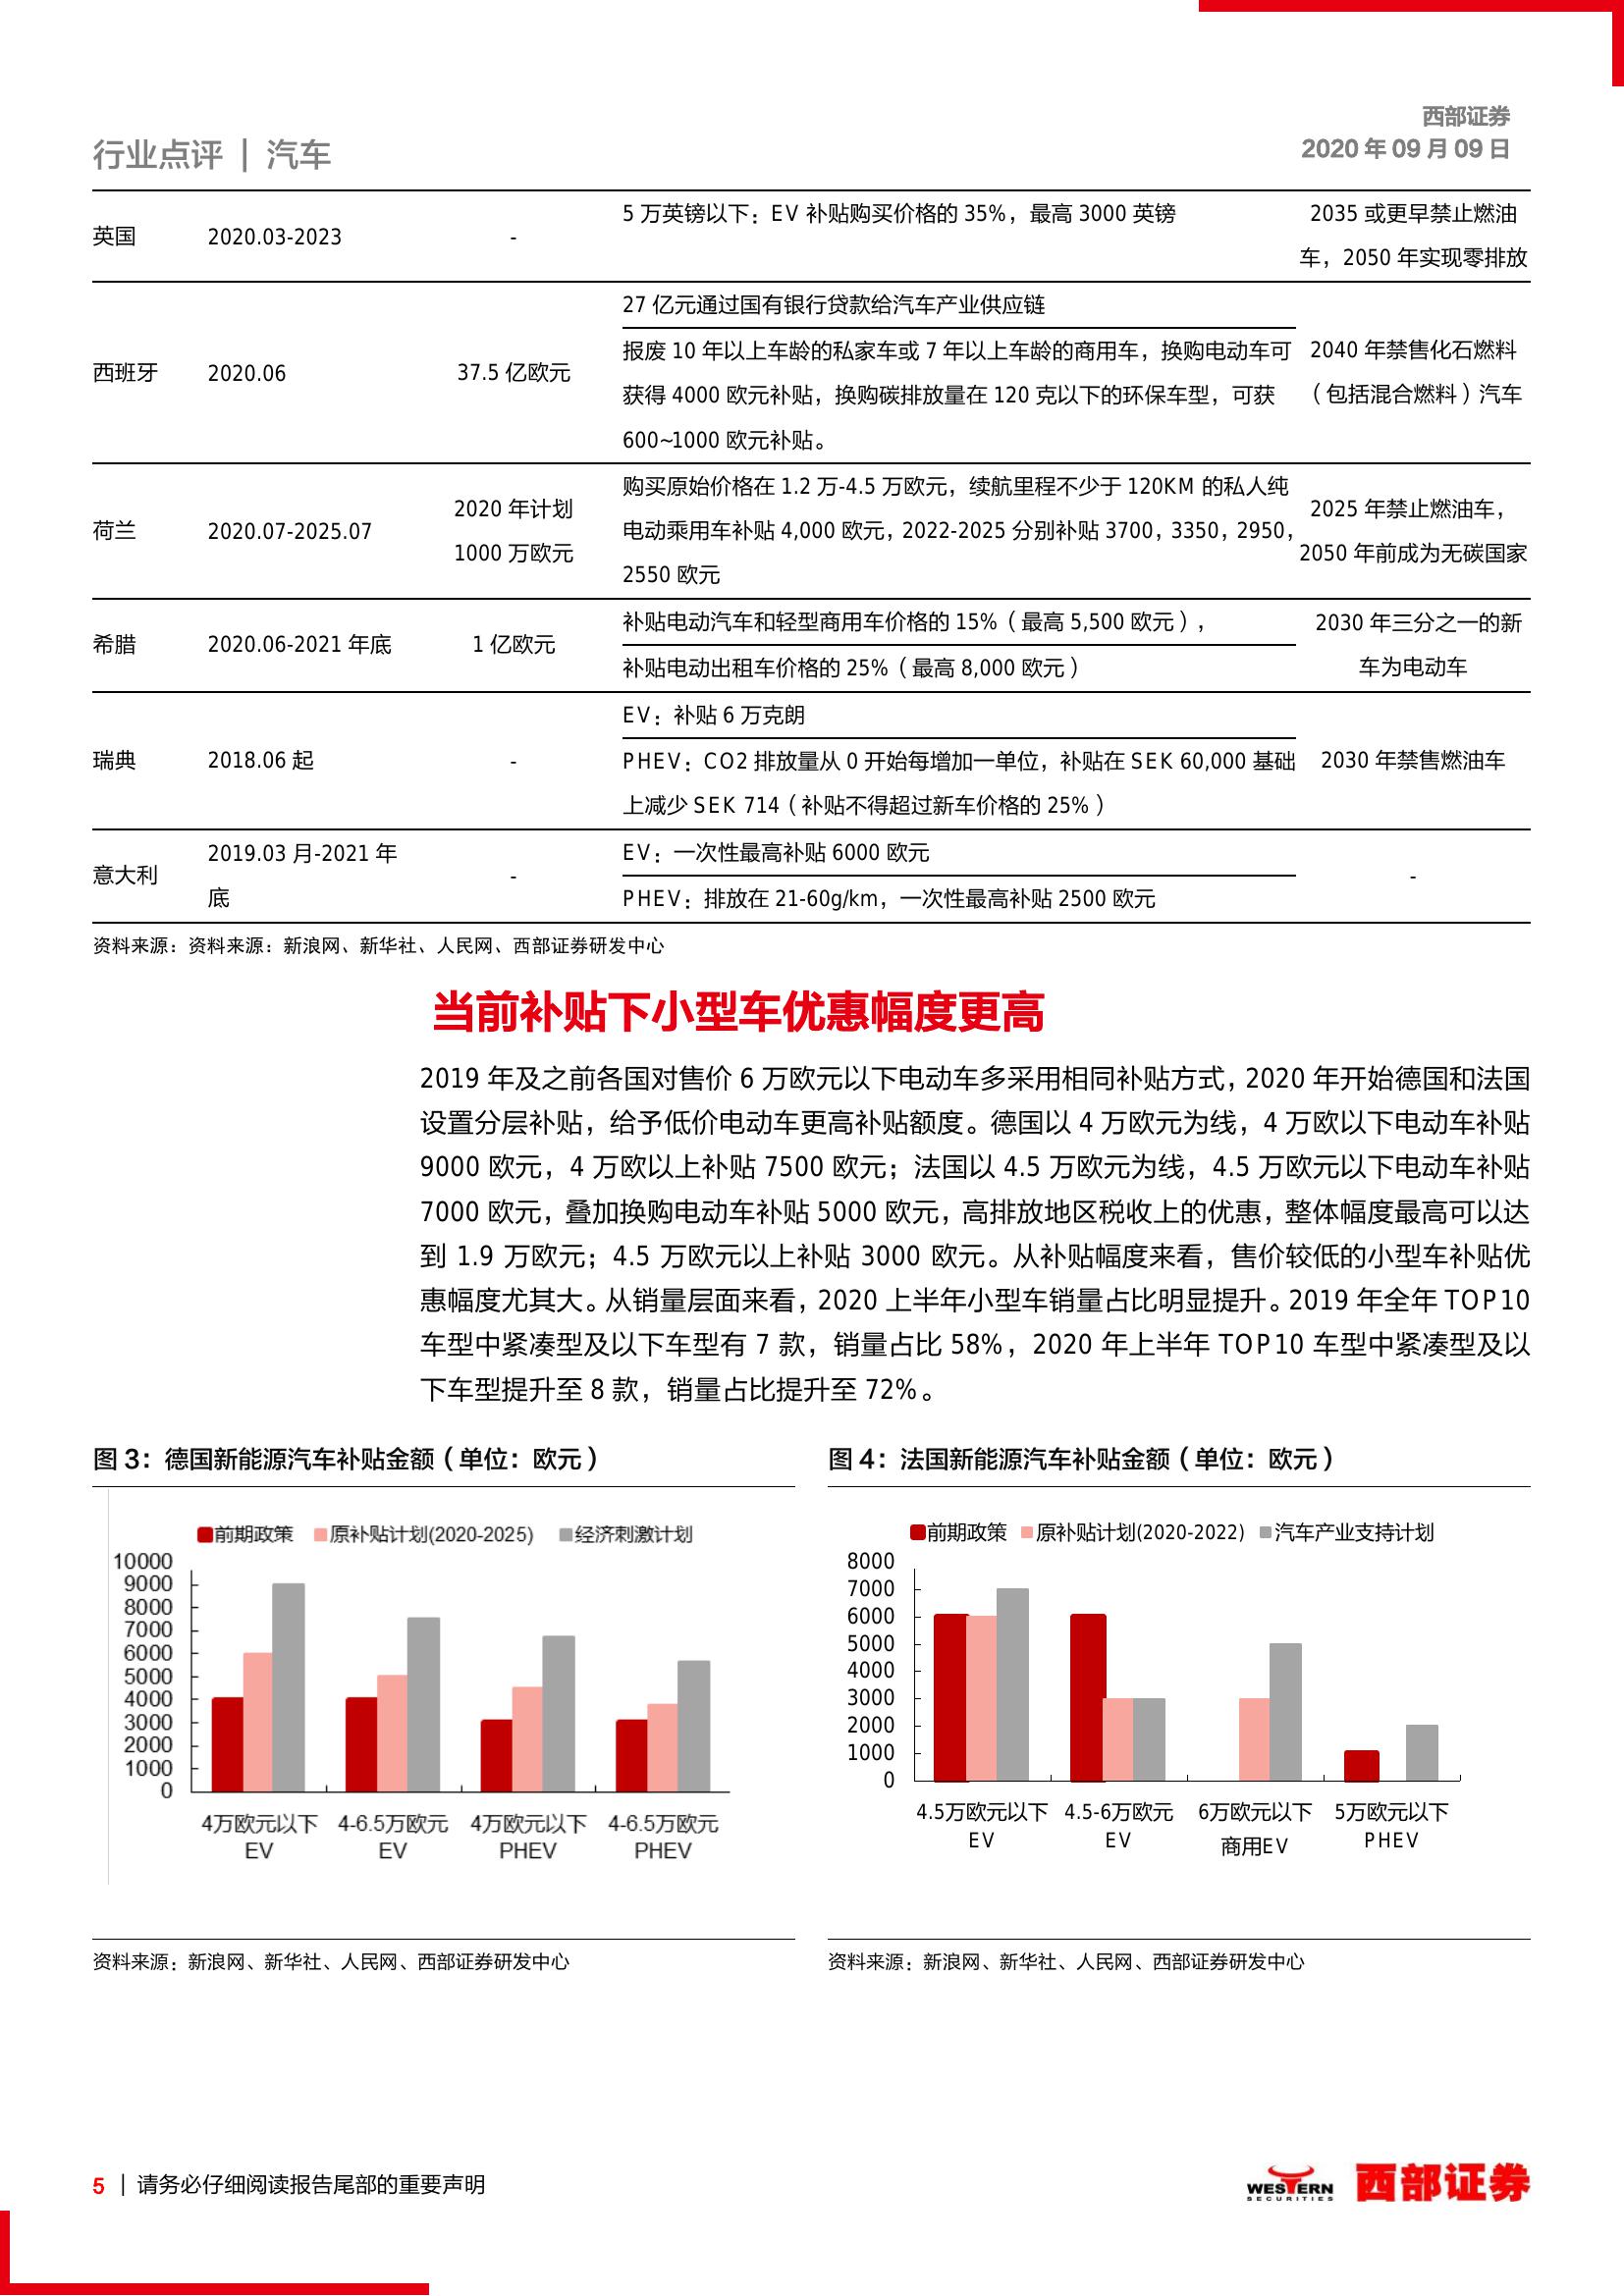 西部证券
行业点评 | 汽车
2020 年 09 月 09 日
英国 2020.03-2023 - 5 万英镑以下：EV 补贴购买价格的 35%，最高 3000 英镑 2035 或更早禁止燃油
车，2050 年实现零排放
27 亿元通过国有银行贷款给汽车产业供应链
西班牙 2020.06 37.5 亿欧元
报废 10 年以上车龄的私家车或 7 年以上车龄的商用车，换购电动车可
获得 4000 欧元补贴，换购碳排放量在 120 克以下的环保车型，可获
600~1000 欧元补贴。
2040 年禁售化石燃料
（包括混合燃料）汽车
荷兰 2020.07-2025.07
2020 年计划
1000 万欧元
购买原始价格在 1.2 万-4.5 万欧元，续航里程不少于 120KM 的私人纯
电动乘用车补贴 4,000 欧元，2022-2025 分别补贴 3700，3350，2950，
2550 欧元
2025 年禁止燃油车，
2050 年前成为无碳国家
希腊 2020.06-2021 年底 1 亿欧元
补贴电动汽车和轻型商用车价格的 15%（最高 5,500 欧元），
补贴电动出租车价格的 25%（最高 8,000 欧元）
2030 年三分之一的新
车为电动车
瑞典 2018.06 起 -
EV：补贴 6 万克朗
PHEV：CO2 排放量从 0 开始每增加一单位，补贴在 SEK 60,000 基础
上减少 SEK 714（补贴不得超过新车价格的 25%）
2030 年禁售燃油车
意大利
2019.03 月-2021 年
底
-
EV：一次性最高补贴 6000 欧元
PHEV：排放在 21-60g/km，一次性最高补贴 2500 欧元
-
资料来源：资料来源：新浪网、新华社、人民网、西部证券研发中心
当前补贴下小型车优惠幅度更高
2019 年及之前各国对售价 6 万欧元以下电动车多采用相同补贴方式，2020 年开始德国和法国
设置分层补贴，给予低价电动车更高补贴额度。德国以 4 万欧元为线，4 万欧以下电动车补贴
9000 欧元，4 万欧以上补贴 7500 欧元；法国以 4.5 万欧元为线，4.5 万欧元以下电动车补贴
7000 欧元，叠加换购电动车补贴 5000 欧元，高排放地区税收上的优惠，整体幅度最高可以达
到 1.9 万欧元；4.5 万欧元以上补贴 3000 欧元。从补贴幅度来看，售价较低的小型车补贴优
惠幅度尤其大。从销量层面来看，2020 上半年小型车销量占比明显提升。2019 年全年 TOP10
车型中紧凑型及以下车型有 7 款，销量占比 58%，2020 年上半年 TOP10 车型中紧凑型及以
下车型提升至 8 款，销量占比提升至 72%。
图 3：德国新能源汽车补贴金额（单位：欧元）
前期政策 原补贴计划(2020-2025) 经济刺激计划
10000
9000
8000
7000
6000
5000
4000
3000
2000
1000
0
4万欧元以下 4-6.5万欧元 4万欧元以下 4-6.5万欧元
EV EV PHEV PHEV
资料来源：新浪网、新华社、人民网、西部证券研发中心
图 4：法国新能源汽车补贴金额（单位：欧元）
前期政策 原补贴计划(2020-2022) 汽车产业支持计划
8000
7000
6000
5000
4000
3000
2000
1000
0
4.5万欧元以下 4.5-6万欧元 6万欧元以下 5万欧元以下
EV EV 商用EV PHEV
资料来源：新浪网、新华社、人民网、西部证券研发中心
5 | 请务必仔细阅读报告尾部的重要声明
WESTERN
SECURITIES
西部证券